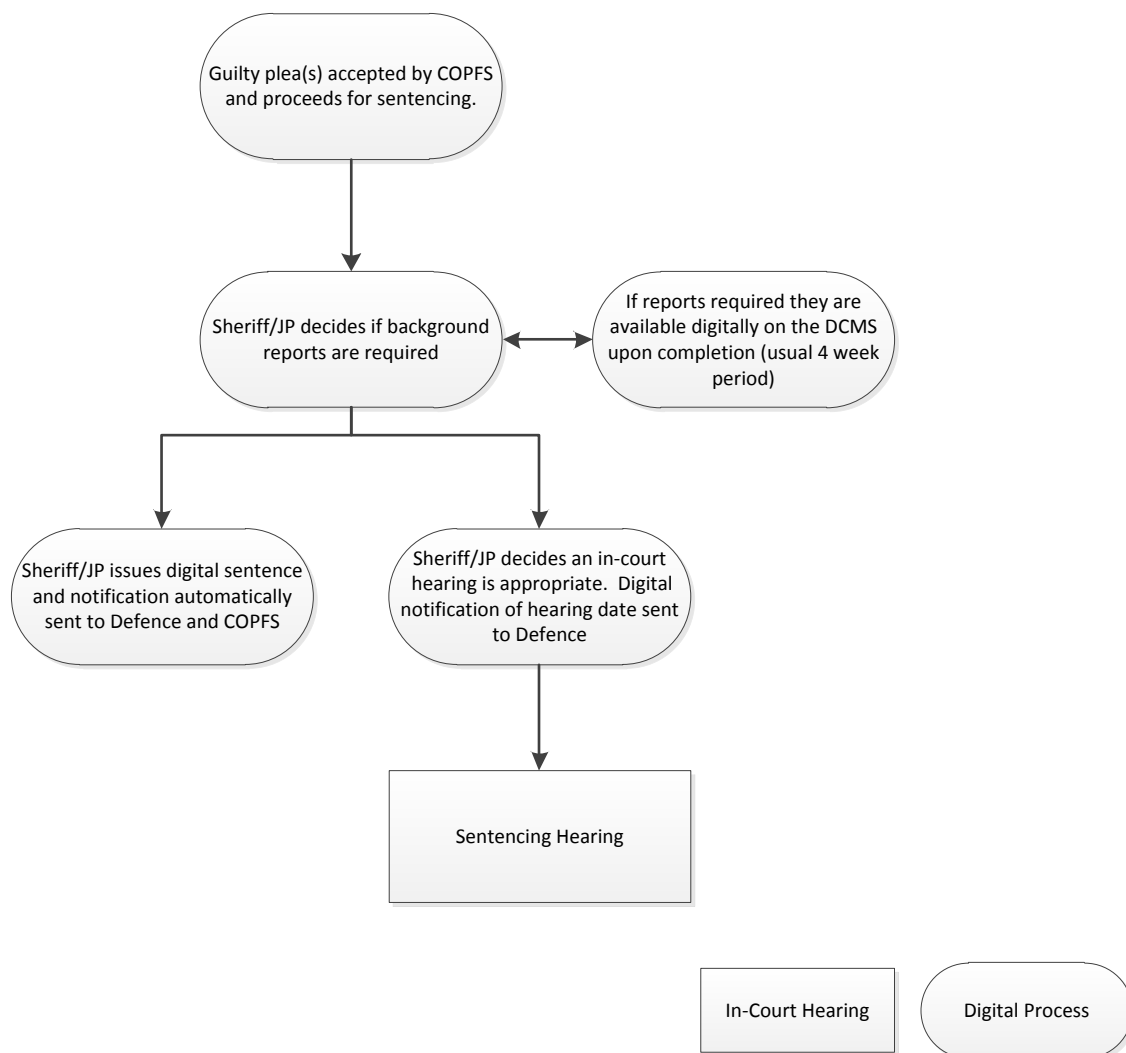 Guilty plea(s) accepted by COPFS
and proceeds for sentencing.
Sheriff/JP decides if background
reports are required
If reports required they are
available digitally on the DCMS
upon completion (usual 4 week
period)
Sheriff/JP issues digital sentence
and notification automatically
sent to Defence and COPFS
Sheriff/JP decides an in-court
hearing is appropriate.  Digital
notification of hearing date sent
to Defence
Sentencing Hearing
In-Court Hearing
Digital Process